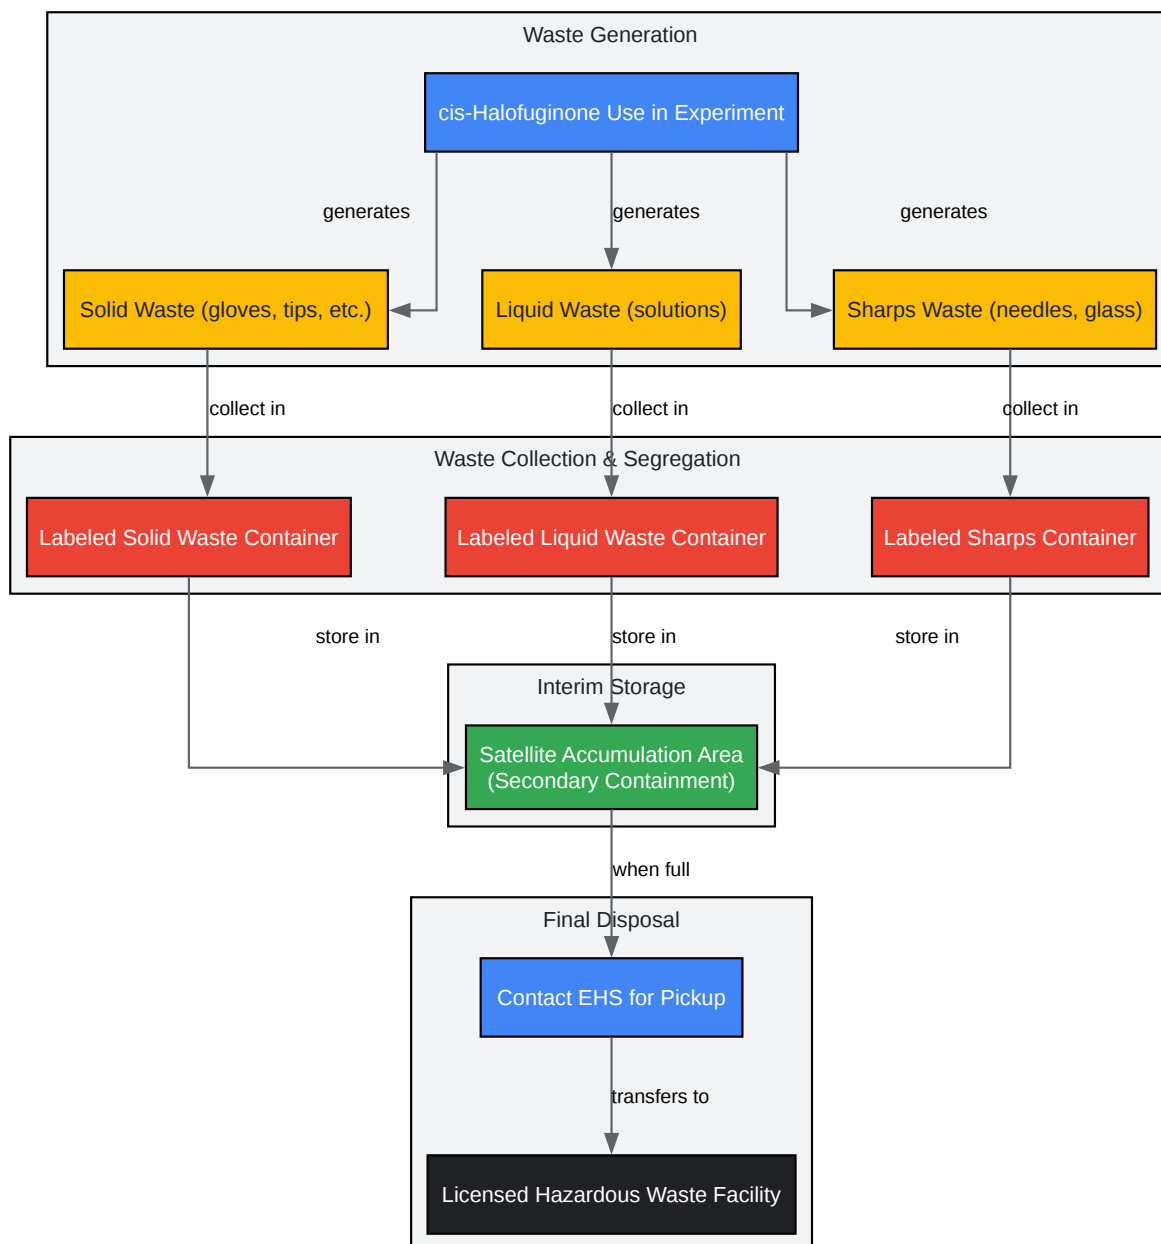 Waste Generation
cis-Halofuginone Use in Experiment
generates
generates
generates
Solid Waste (gloves, tips, etc.)
Liquid Waste (solutions)
Sharps Waste (needles, glass)
collect in
collect in
collect in
Waste Collection & Segregation
Labeled Solid Waste Container
Labeled Liquid Waste Container
Labeled Sharps Container
store in
store in
store in
Interim Storage
Satellite Accumulation Area
(Secondary Containment)
when full
Final Disposal
Contact EHS for Pickup
transfers to
Licensed Hazardous Waste Facility